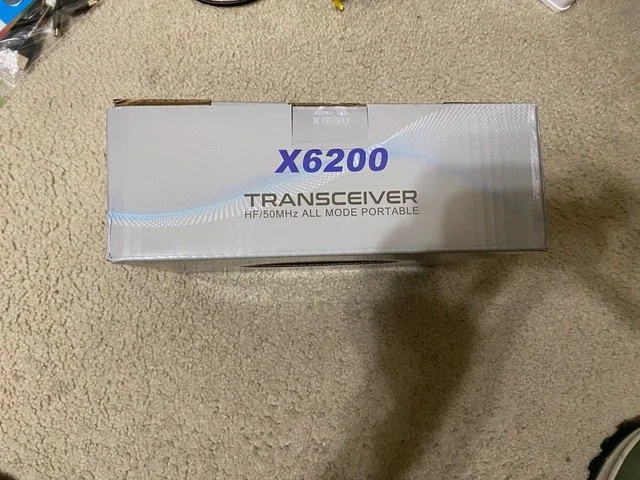 XIEGU
X6200
TRANSCEIVER
HF/50MHz ALL MODE PORTABLE